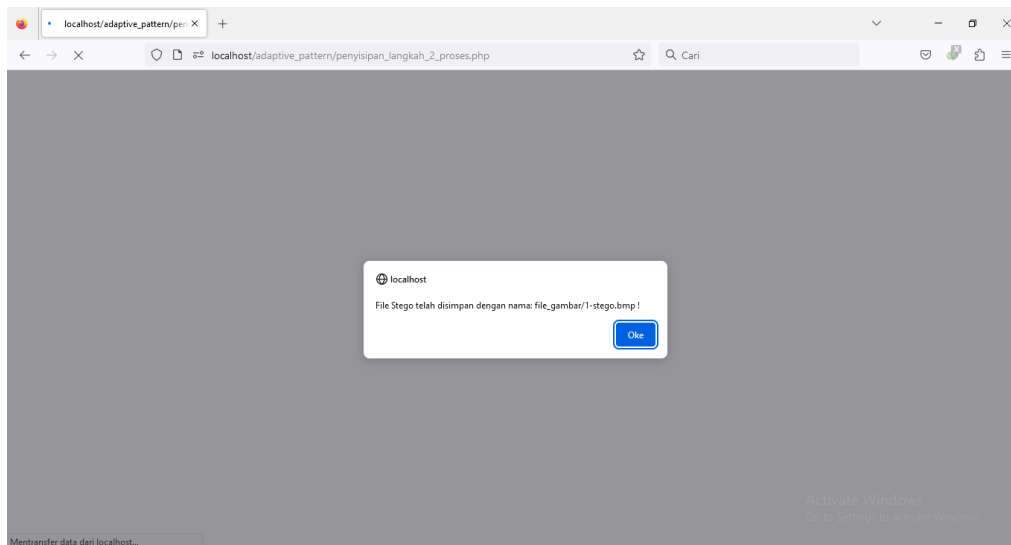 localhost/adaptive_pattern/pen
localhost/adaptive_pattern/penyisipan_langkah_2_proses.php
Cari
localhost
File Stego telah disimpan dengan nama: file_gambar/1-stego.bmp !
Oke
Activate Windows
Go to Settings to activate Windows.
Mentransfer data dari localhost...